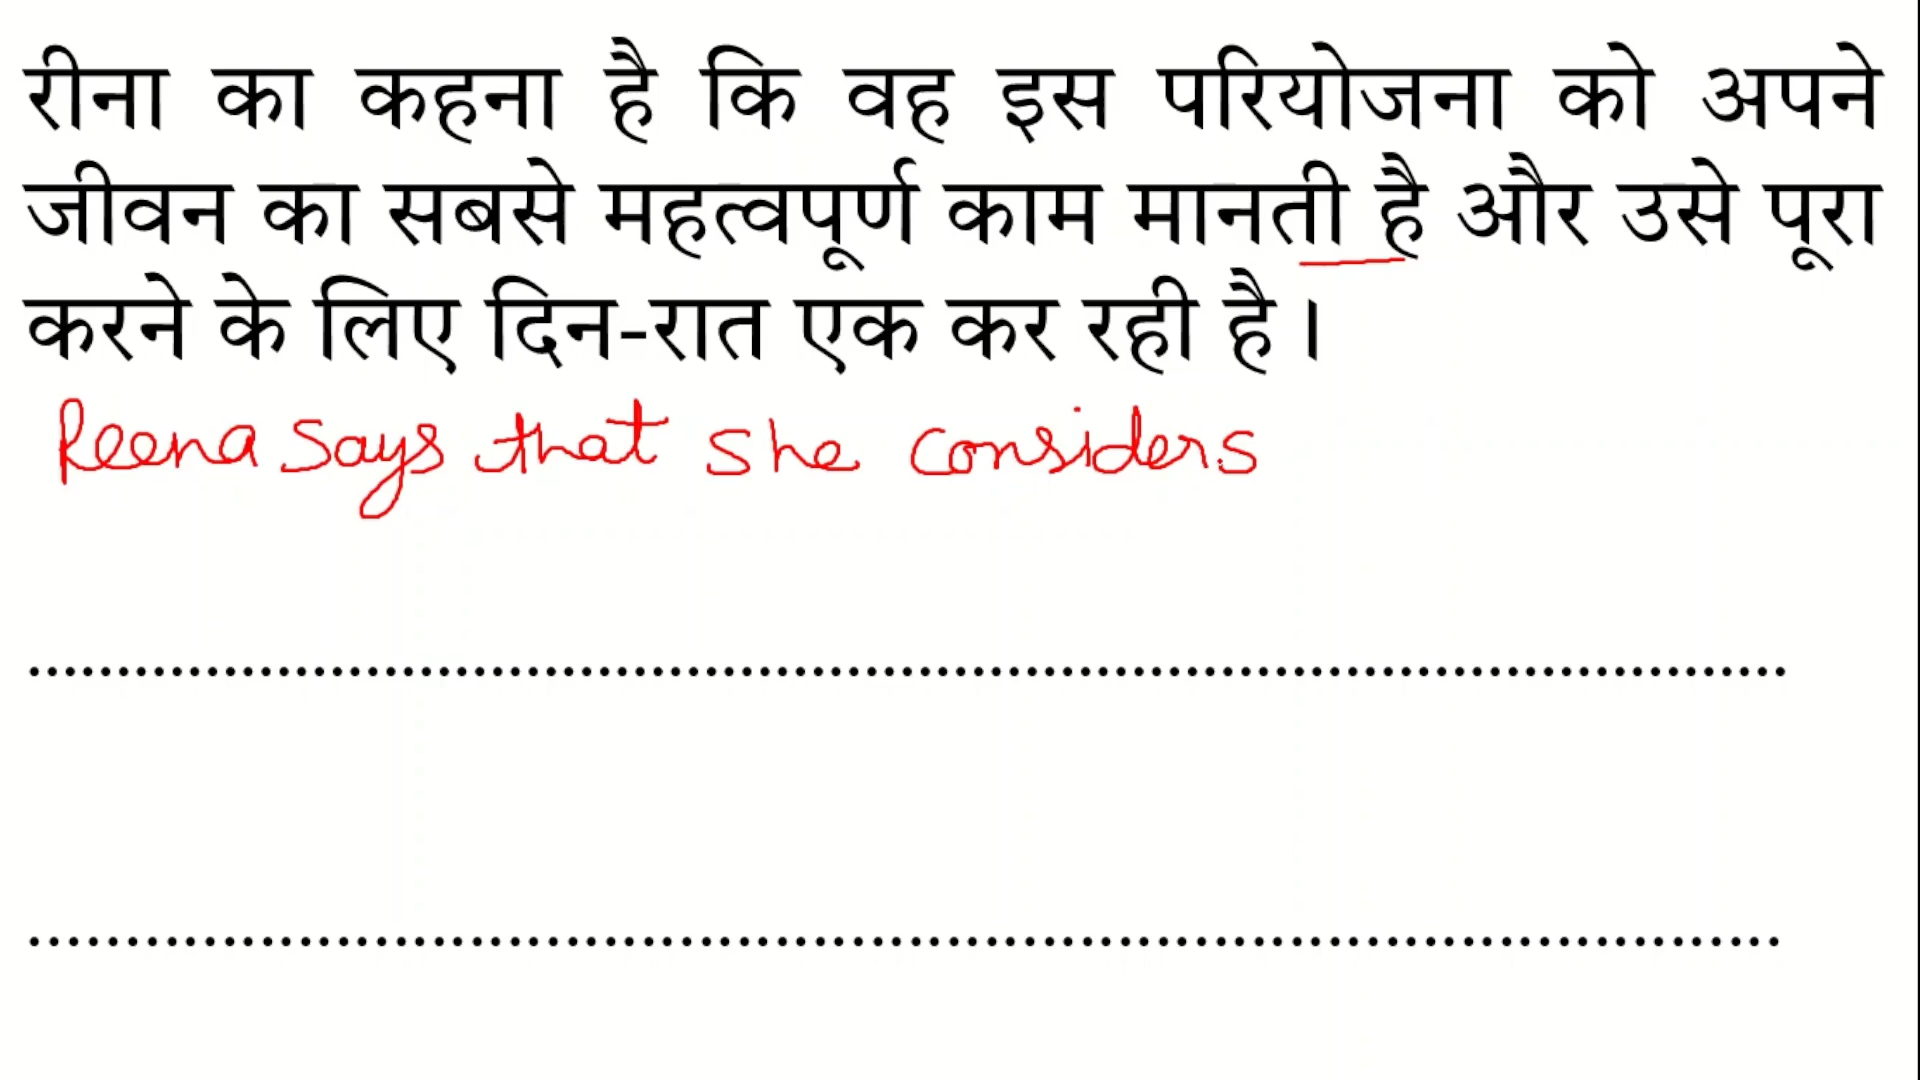 रीना का कहना है कि वह इस परियोजना को अपने
जीवन का सबसे महत्वपूर्ण काम मानती है और उसे पूरा
करने के लिए दिन-रात एक कर रही है।
Reena says that she considers